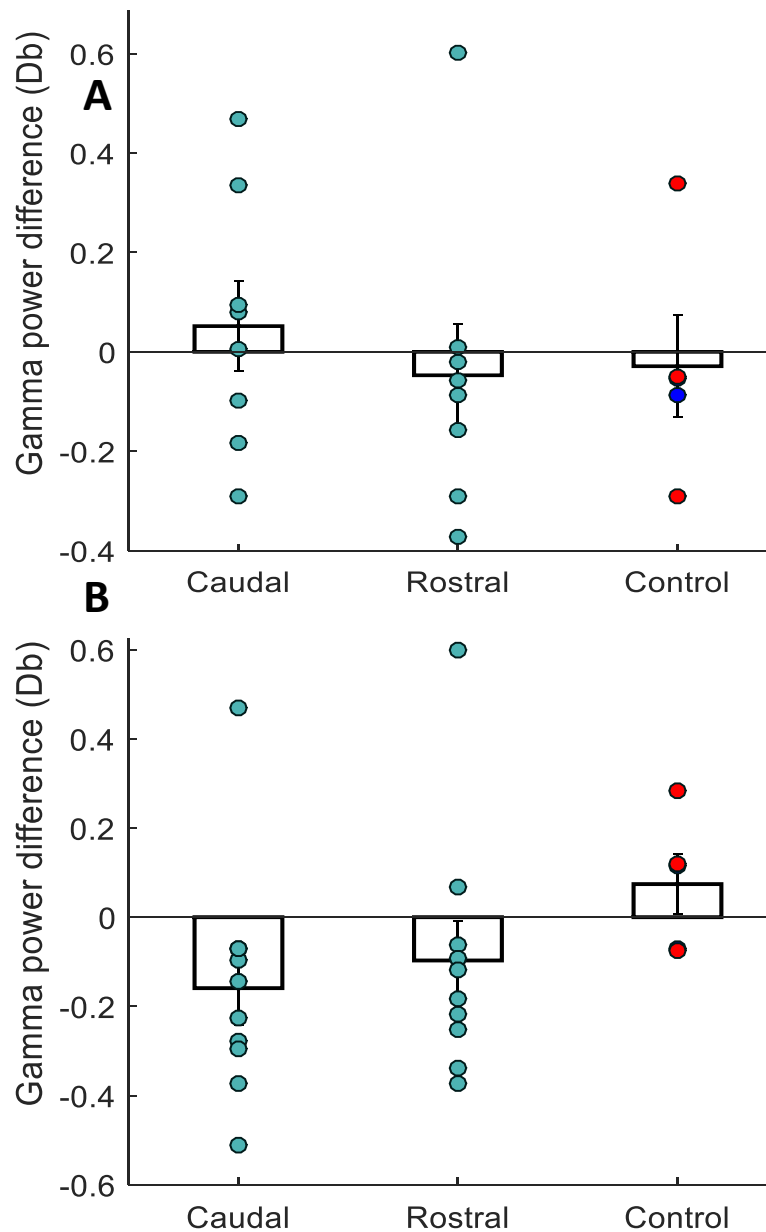 A
Gamma power difference (Db)
0.6
0.4
0.2
0
-0.2
-0.4
Caudal Rostral Control
B
Gamma power difference (Db)
0.6
0.4
0.2
0
-0.2
-0.4
-0.6
Caudal Rostral Control